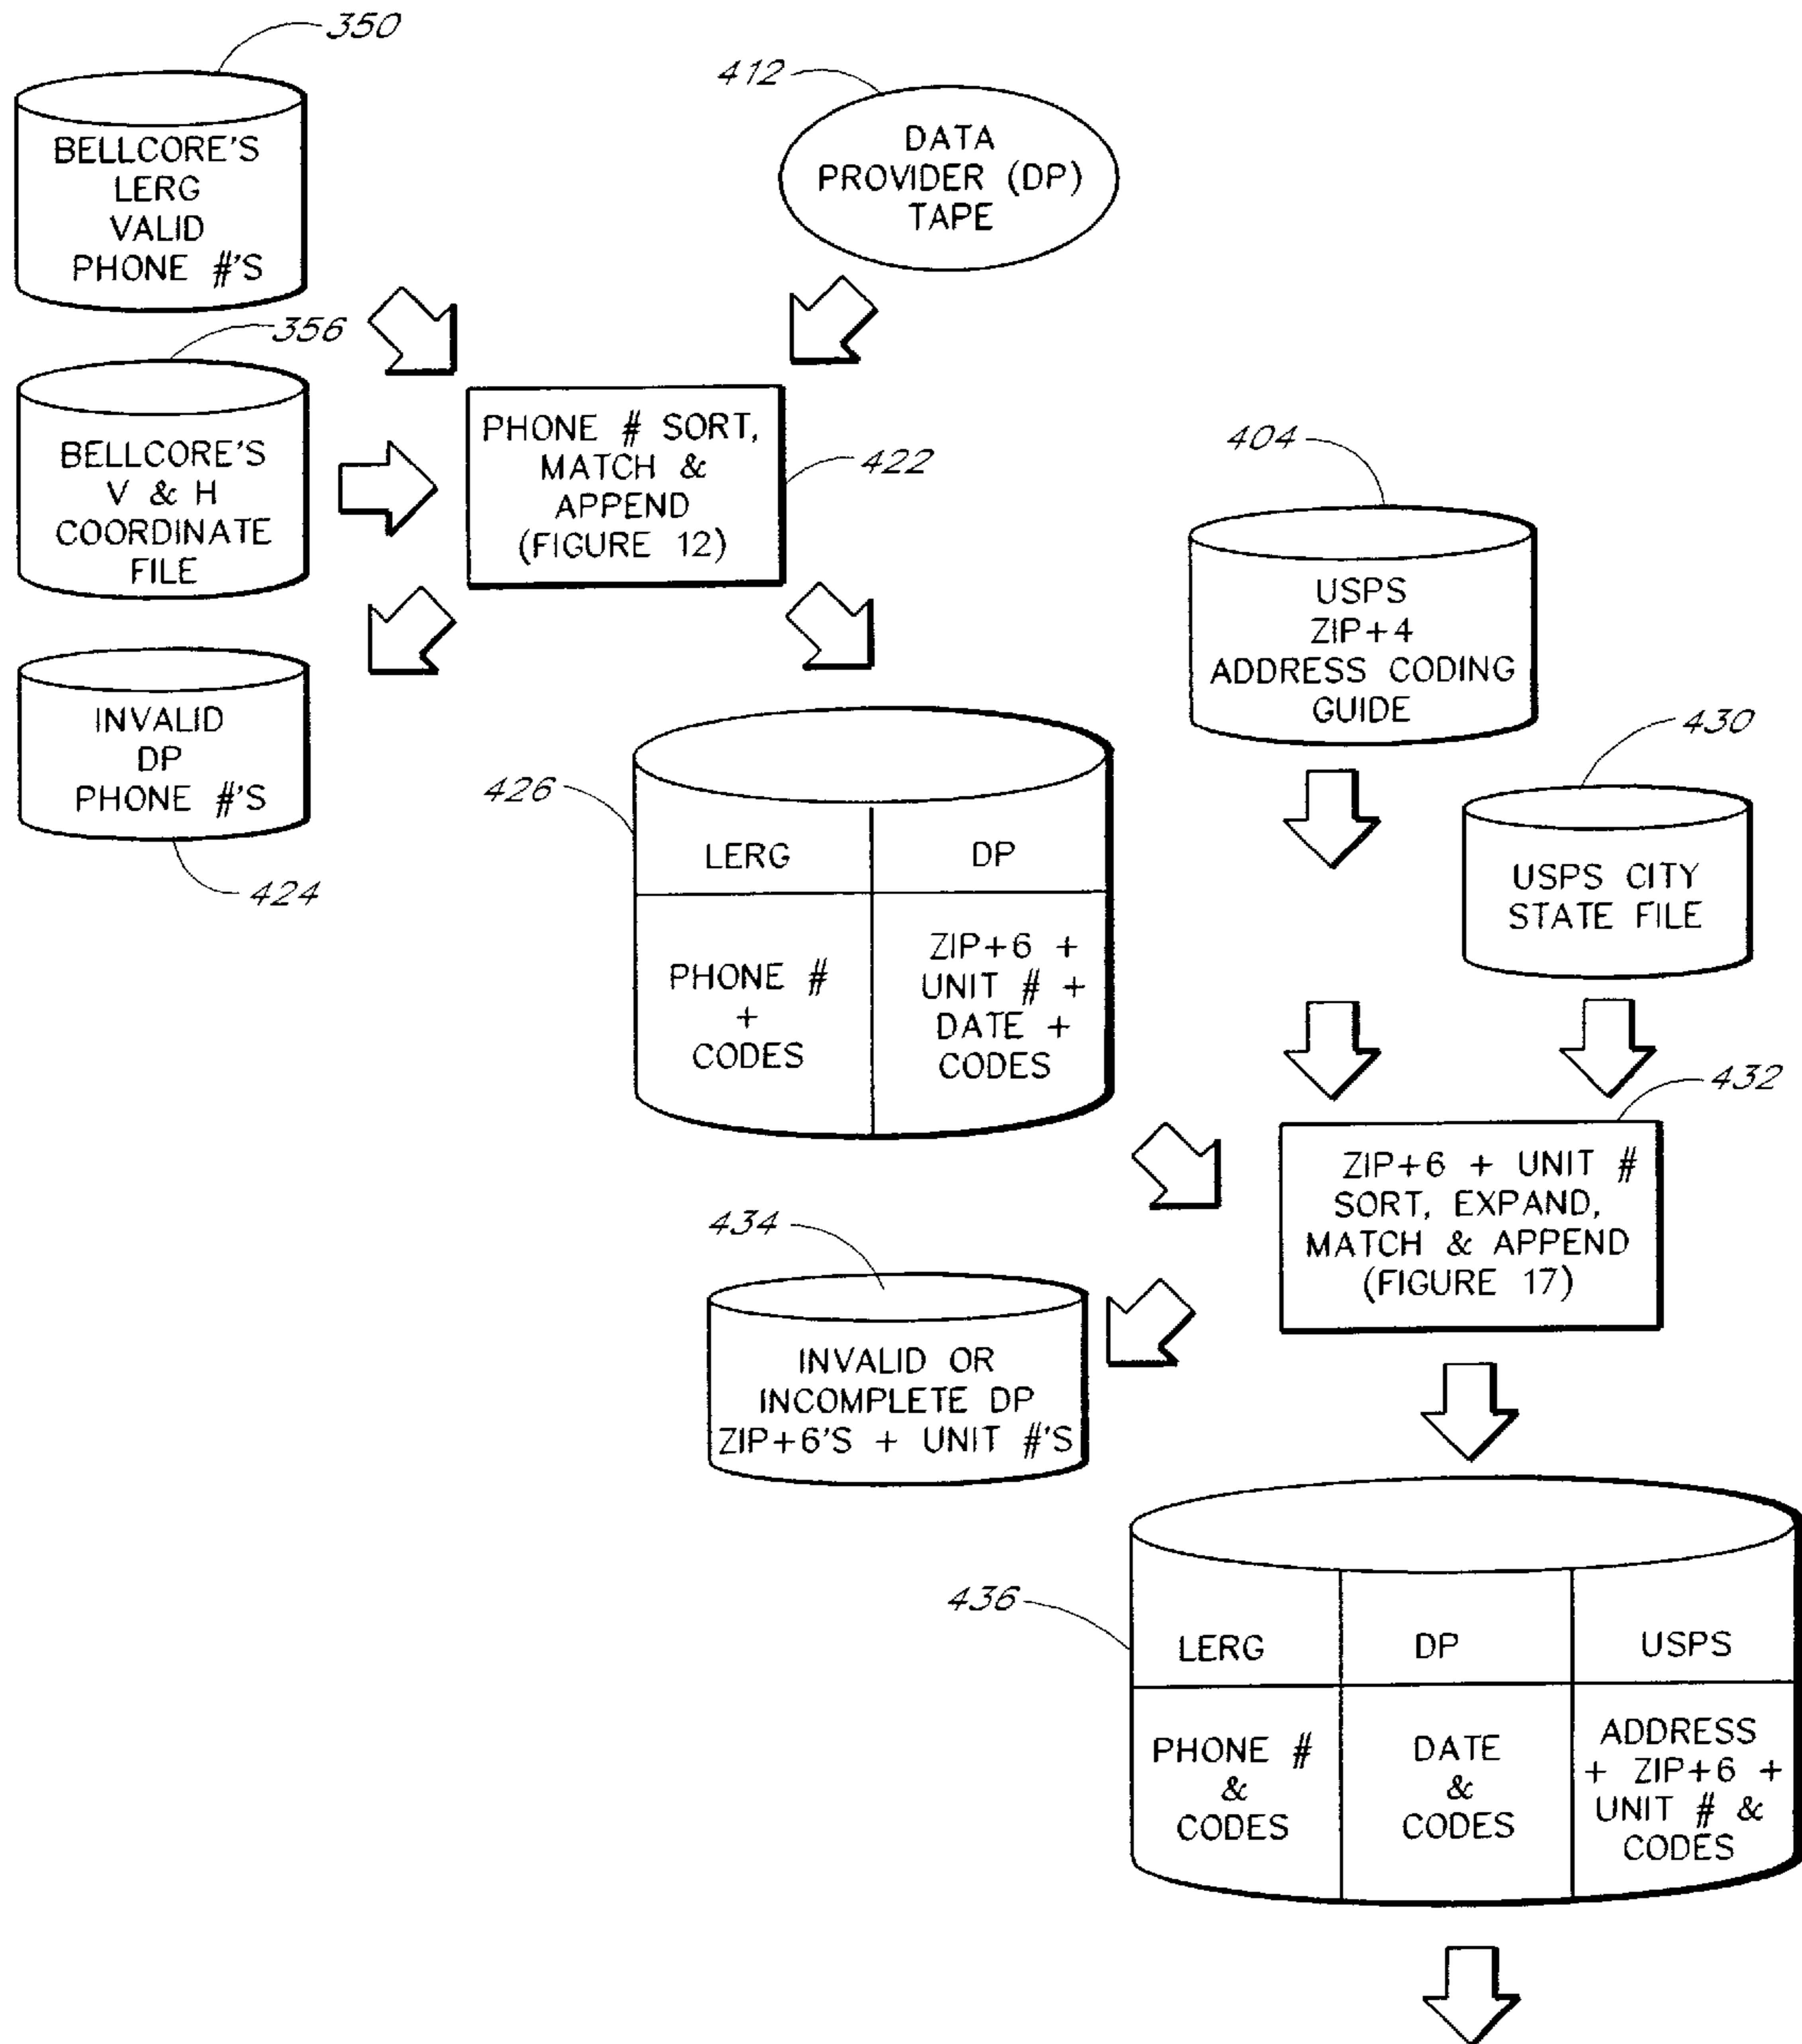 350
BELLCORE'S
LERG
VALID
PHONE #'S
412
DATA
PROVIDER (DP)
TAPE
356
BELLCORE'S
V & H
COORDINATE
FILE
PHONE # SORT,
MATCH &
APPEND
(FIGURE 12)
422
INVALID
DP
PHONE #'S
424
404
USPS
ZIP+4
ADDRESS CODING
GUIDE
430
USPS CITY
STATE FILE
426
LERG
DP
PHONE #
+
CODES
ZIP+6 +
UNIT # +
DATE +
CODES
432
ZIP+6 + UNIT #
SORT, EXPAND,
MATCH & APPEND
(FIGURE 17)
434
INVALID OR
INCOMPLETE DP
ZIP+6'S + UNIT #'S
436
LERG
DP
USPS
PHONE #
&
CODES
DATE
&
CODES
ADDRESS
+ ZIP+6 +
UNIT # &
CODES